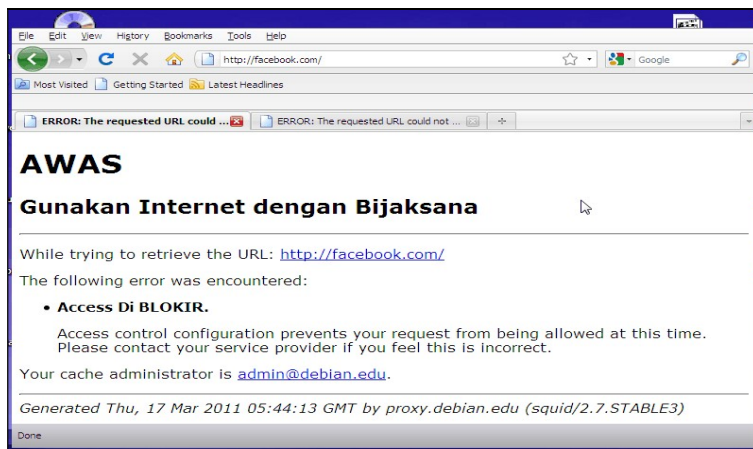 File Edit View History Bookmarks Tools Help
http://facebook.com/
Google
Most Visited Getting Started Latest Headlines
ERROR: The requested URL could ... ERROR: The requested URL could not ...
AWAS
Gunakan Internet dengan Bijaksana
While trying to retrieve the URL: http://facebook.com/
The following error was encountered:
• Access Di BLOKIR.
Access control configuration prevents your request from being allowed at this time.
Please contact your service provider if you feel this is incorrect.
Your cache administrator is admin@debian.edu.
Generated Thu, 17 Mar 2011 05:44:13 GMT by proxy.debian.edu (squid/2.7.STABLE3)
Done